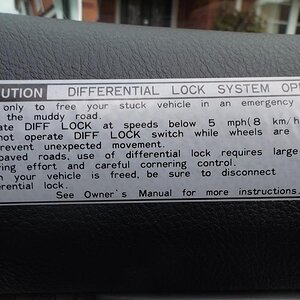 UTION DIFFERENTIAL LOCK SYSTEM OP
only to free your stuck vehicle in an emergency
the muddy road.
ate DIFF LOCK at speeds below 5 mph(8 km/h
not operate DIFF LOCK switch while wheels are
prevent unexpected movement.
paved roads, use of differential lock requires large
ring effort and careful cornering control.
n your vehicle is freed, be sure to disconnect
erential lock.
See Owner's Manual for more instructions.